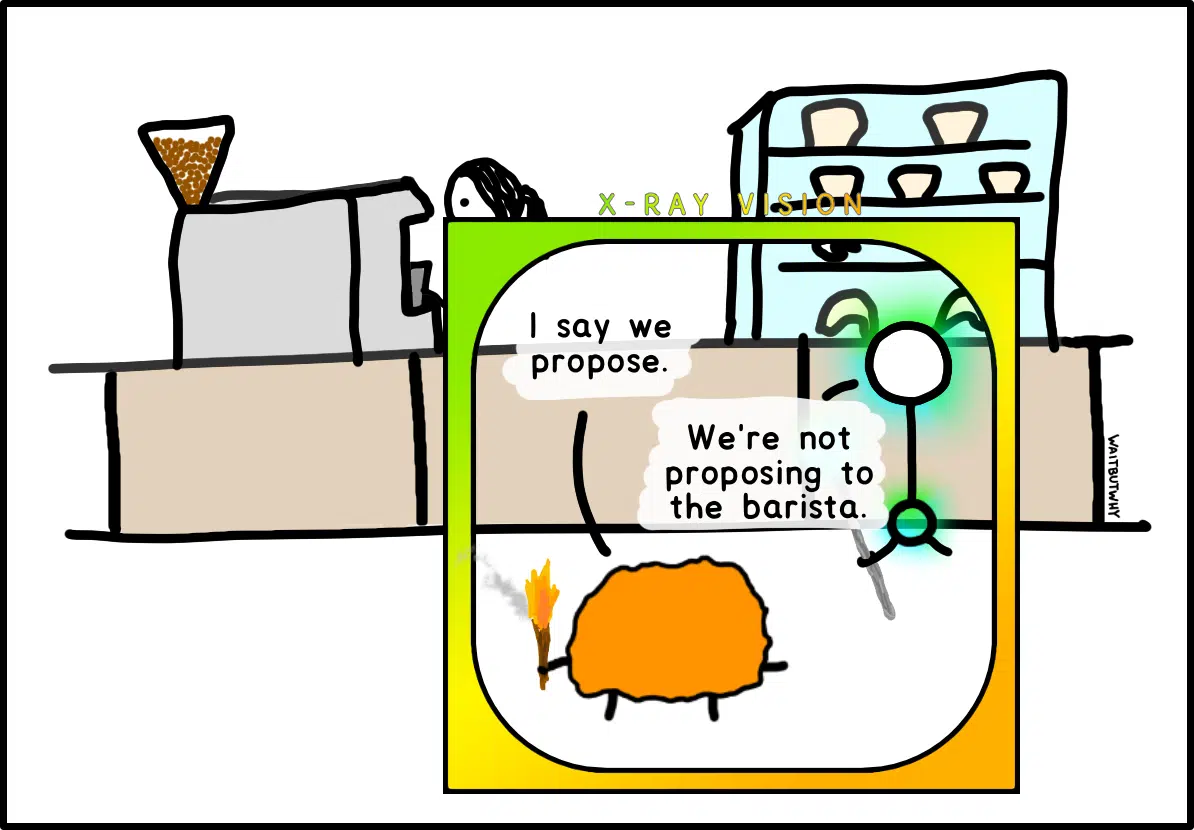 X-RAY VISION
I say we
propose.
We're not
proposing to
the barista.
WAITBUTWHY